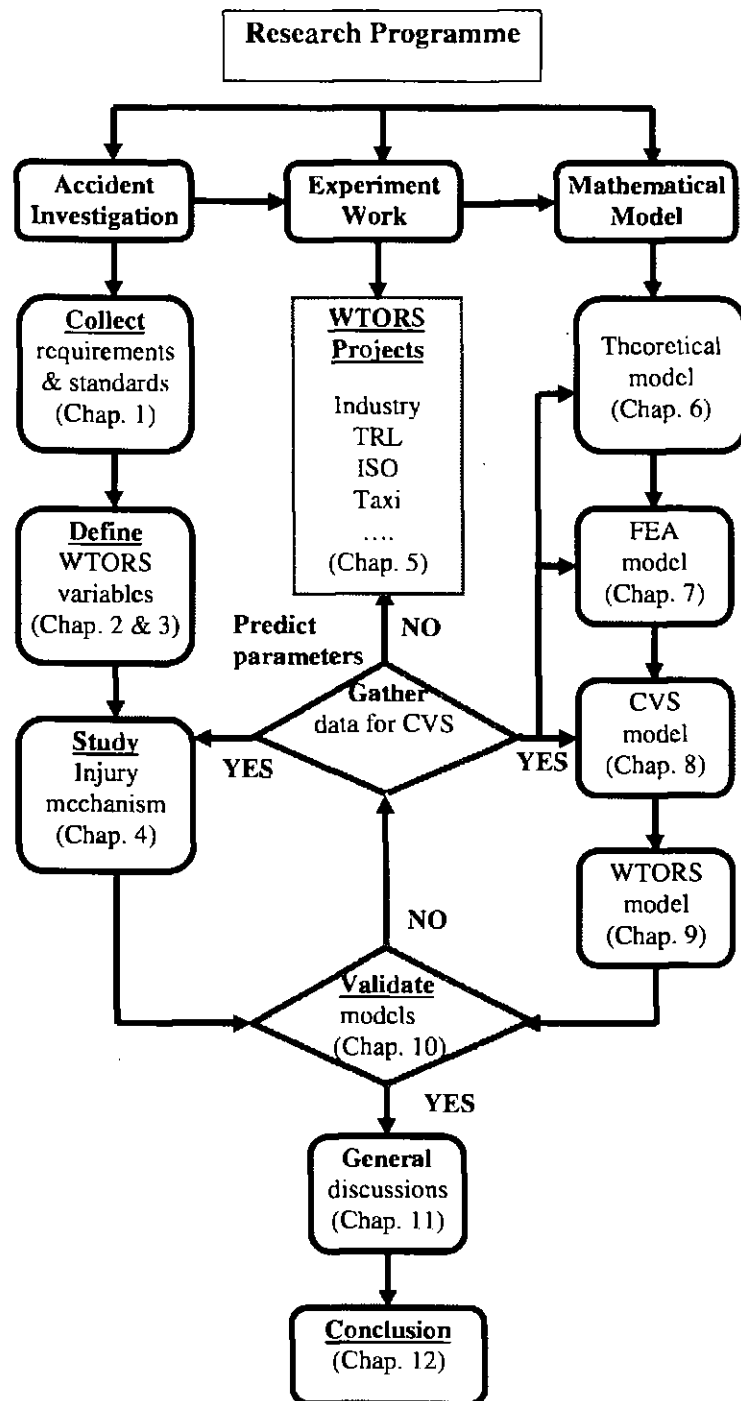 Research Programme
Accident
Investigation
Experiment
Work
Mathematical
Model
Collect
requirements
& standards
(Chap. 1)
WTORS
Projects
Industry
TRL
ISO
Taxi
....
(Chap. 5)
Theoretical
model
(Chap. 6)
Define
WTORS
variables
(Chap. 2 & 3)
FEA
model
(Chap. 7)
Predict
parameters
NO
Gather
data for CVS
YES
YES
Study
Injury
mechanism
(Chap. 4)
CVS
model
(Chap. 8)
WTORS
model
(Chap. 9)
NO
Validate
models
(Chap. 10)
YES
General
discussions
(Chap. 11)
Conclusion
(Chap. 12)